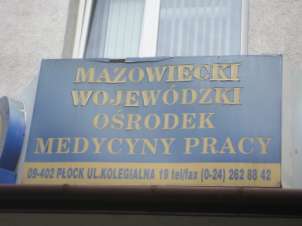 MAZOWIECKI
WOJEWÓDZKI
OŚRODEK
MEDYCYNY PRACY
09-402 PŁOCK UL.KOLEGIALNA 19 tel/fax (0-24) 262 88 42